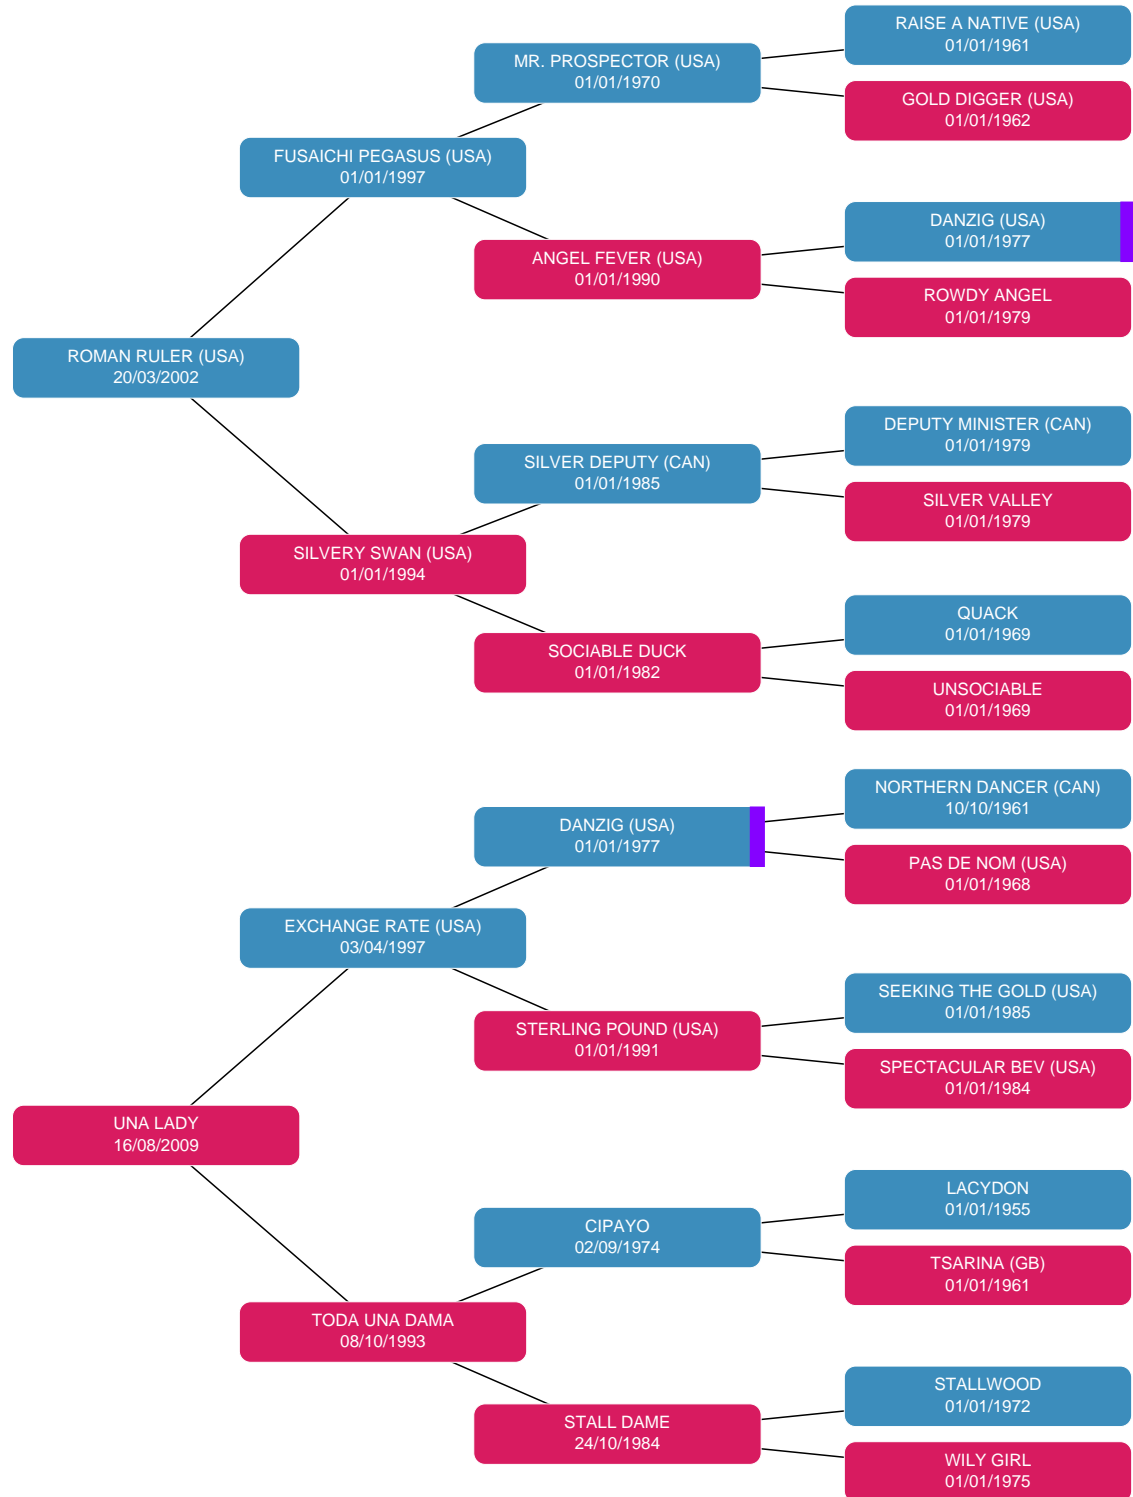 RAISE A NATIVE (USA)
01/01/1961
MR. PROSPECTOR (USA)
01/01/1970
GOLD DIGGER (USA)
01/01/1962
FUSAICHI PEGASUS (USA)
01/01/1997
DANZIG (USA)
01/01/1977
ANGEL FEVER (USA)
01/01/1990
ROWDY ANGEL
01/01/1979
ROMAN RULER (USA)
20/03/2002
DEPUTY MINISTER (CAN)
01/01/1979
SILVER DEPUTY (CAN)
01/01/1985
SILVER VALLEY
01/01/1979
SILVERY SWAN (USA)
01/01/1994
QUACK
01/01/1969
SOCIABLE DUCK
01/01/1982
UNSOCIABLE
01/01/1969
NORTHERN DANCER (CAN)
10/10/1961
DANZIG (USA)
01/01/1977
PAS DE NOM (USA)
01/01/1968
EXCHANGE RATE (USA)
03/04/1997
SEEKING THE GOLD (USA)
01/01/1985
STERLING POUND (USA)
01/01/1991
SPECTACULAR BEV (USA)
01/01/1984
UNA LADY
16/08/2009
LACYDON
01/01/1955
CIPAYO
02/09/1974
TSARINA (GB)
01/01/1961
TODA UNA DAMA
08/10/1993
STALLWOOD
01/01/1972
STALL DAME
24/10/1984
WILY GIRL
01/01/1975